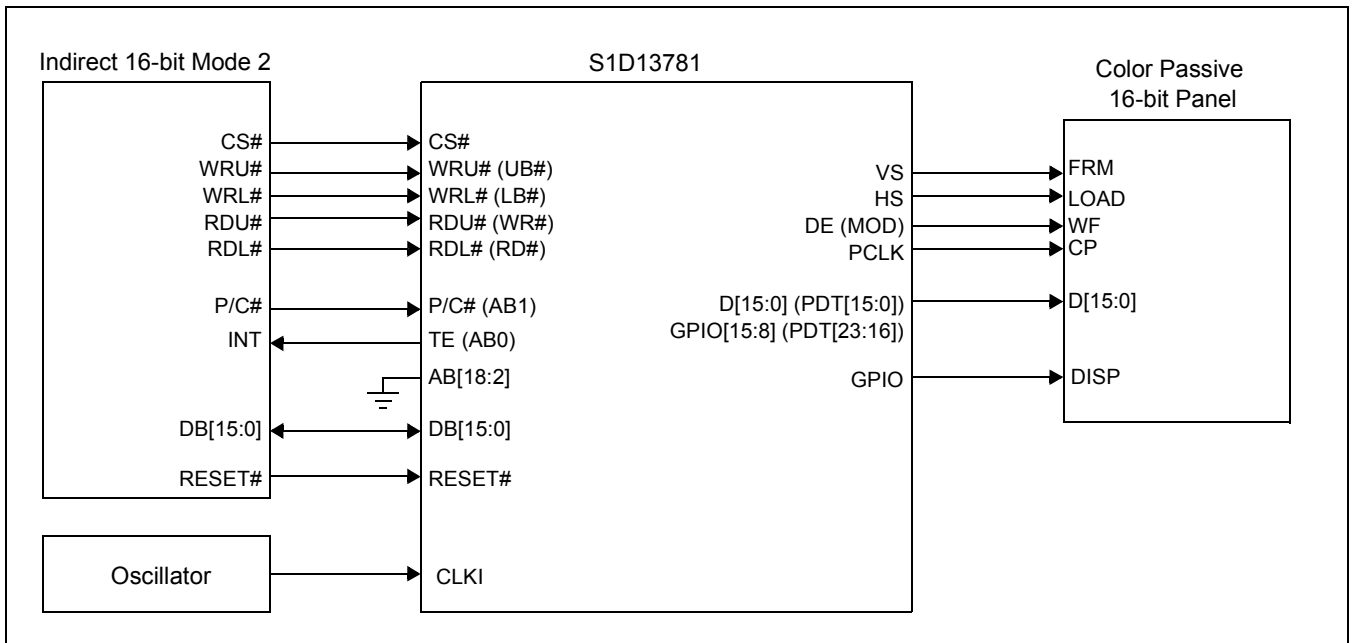 Indirect 16-bit Mode 2
CS#
WRU#
WRL#
RDU#
RDL#
P/C#
INT
DB[15:0]
RESET#
Oscillator
S1D13781
CS#
WRU# (UB#)
WRL# (LB#)
RDU# (WR#)
RDL# (RD#)
P/C# (AB1)
TE (AB0)
AB[18:2]
DB[15:0]
RESET#
CLKI
VS
HS
DE (MOD)
PCLK
D[15:0] (PDT[15:0])
GPIO[15:8] (PDT[23:16])
GPIO
Color Passive
16-bit Panel
FRM
LOAD
WF
CP
D[15:0]
DISP